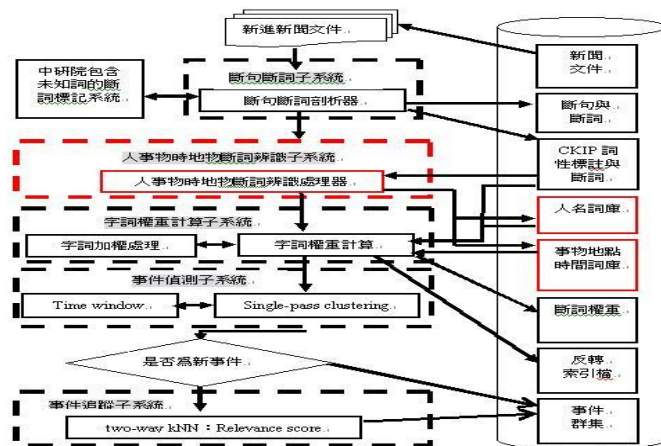 新進新聞文件
中研院包含
未知詞的斷
詞標記系統
斷句斷詞子系統
斷句斷詞剖析器
人事物時地物斷詞辨識子系統
人事物時地物斷詞辨識處理器
字詞權重計算子系統
字詞加權處理
字詞權重計算
事件偵測子系統
Time window
Single-pass clustering
是否為新事件
事件追蹤子系統
two-way kNN：Relevance score
新聞
文件
斷句與
斷詞
CKIP 詞
性標註與
斷詞
人名詞庫
事物地點
時間詞庫
斷詞權重
反轉
索引檔
事件
群集